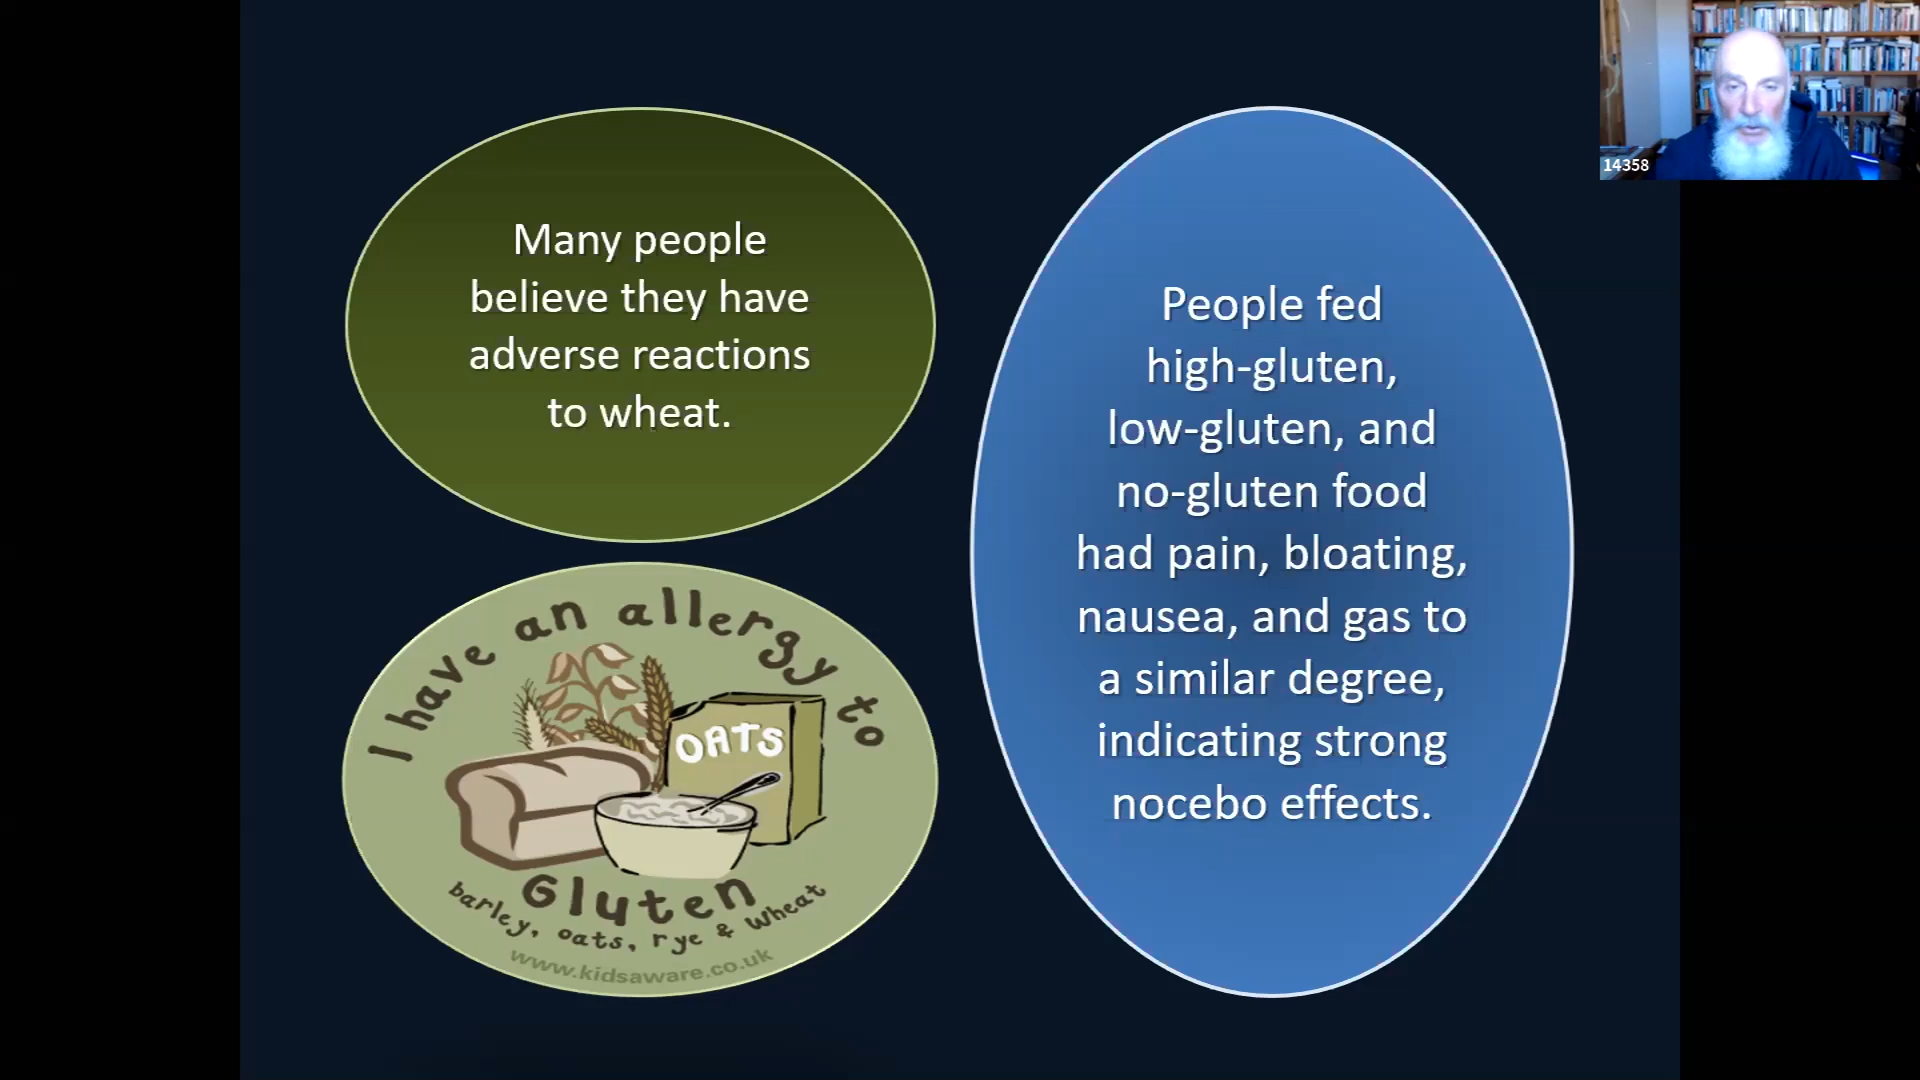 Many people
believe they have
adverse reactions
to wheat.
I have an allergy to
OATS
Gluten
barley, oats, rye & wheat
www.kidsaware.co.uk
People fed
high-gluten,
low-gluten, and
no-gluten food
had pain, bloating,
nausea, and gas to
a similar degree,
indicating strong
nocebo effects.
14358